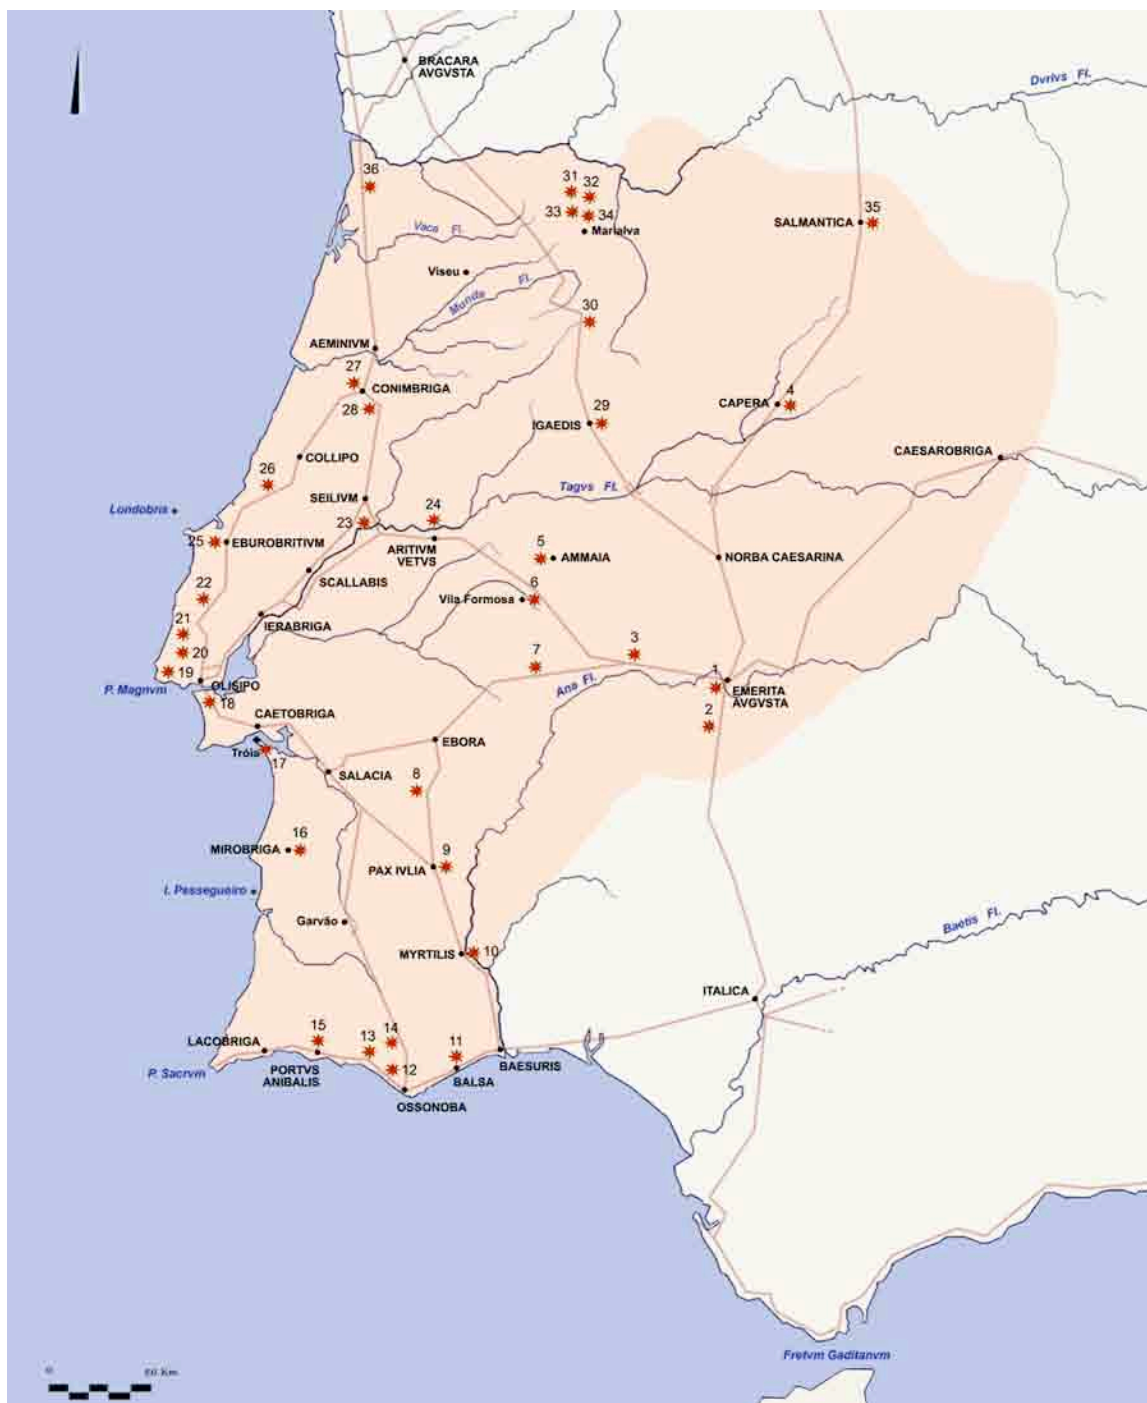 BRACARA
AVGVSTA
Dvrivs Fl.
36
31
32
33
34
Marialva
35
SALMANTICA
Vaca Fl.
Viseu
Munda Fl.
30
AEMINIVM
27
CONIMBRIGA
28
4
CAPERA
29
IGAEDIS
COLLIPO
CAESAROBRIGA
26
SEILIVM
Tagvs Fl.
Londobris
24
23
25
EBUROBRITIVM
ARITIVM
VETVS
5
AMMAIA
NORBA CAESARINA
SCALLABIS
6
22
Vila Formosa
IERABRIGA
21
20
19
7
3
P. Magnvm
OLISIPO
Ana Fl.
1
EMERITA
AVGVSTA
18
2
CAETOBRIGA
Tróia
17
EBORA
SALACIA
8
16
MIROBRIGA
9
PAX IVLIA
I. Pessegueiro
Garvão
Baetis Fl.
MYRTILIS
10
ITALICA
15
13
14
11
LACOBRIGA
PORTVS
ANIBALIS
12
BALSA
BAESURIS
P. Sacrvm
OSSONOBA
Fretvm Gaditanvm
0
50 Km